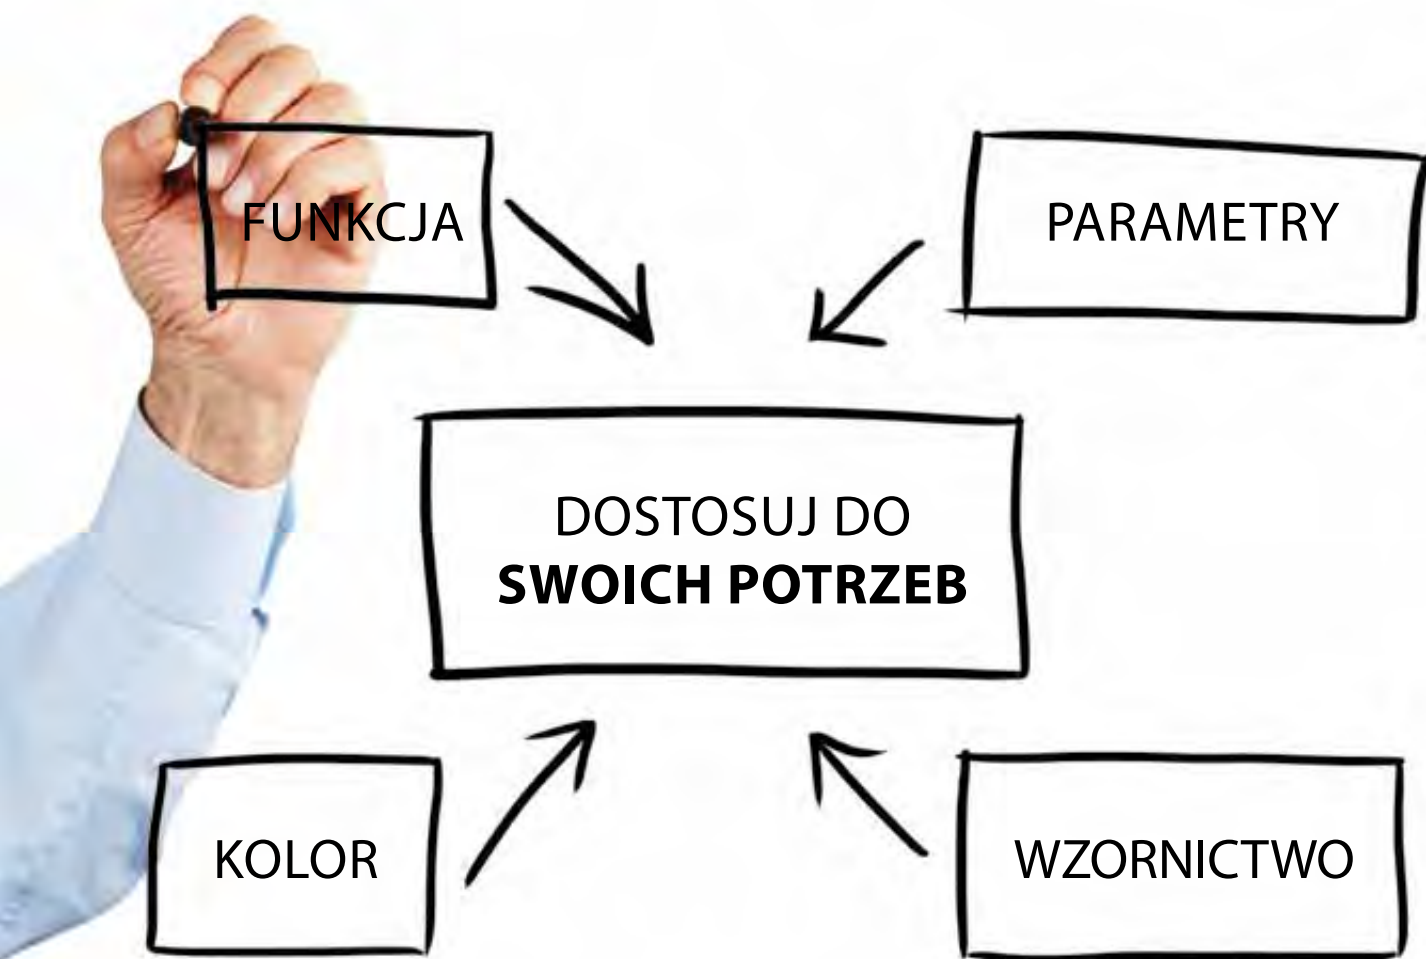 FUNKCJA
PARAMETRY
DOSTOSUJ DO
SWOICH POTRZEB
KOLOR
WZORNICTWO